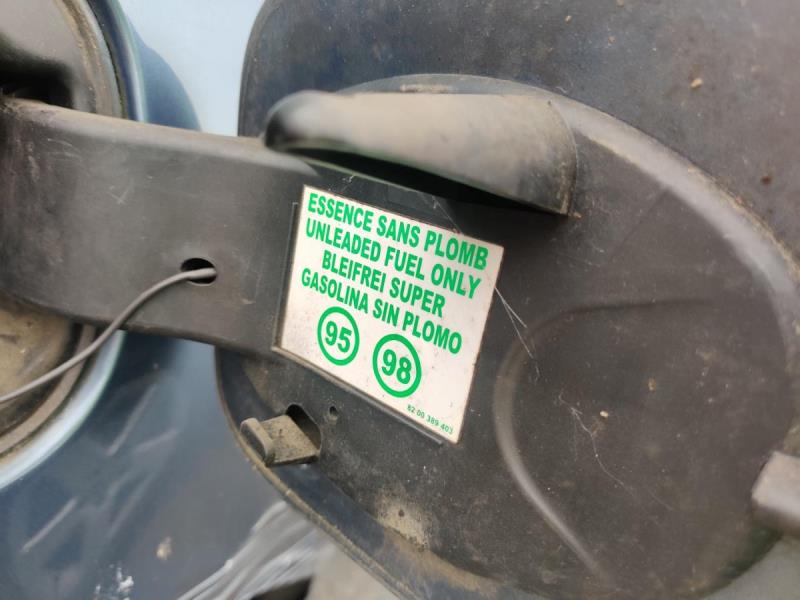 ESSENCE SANS PLOMB
UNLEADED FUEL ONLY
BLEIFREI SUPER
GASOLINA SIN PLOMO
95 98
82 00 389 403